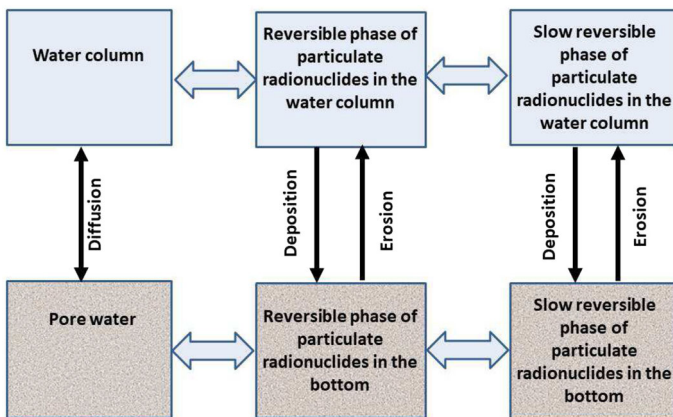 Water column
Reversible phase of
particulate
radionuclides in the
water column
Slow reversible
phase of
particulate
radionuclides in the
water column
Diffusion
Deposition
Erosion
Deposition
Erosion
Pore water
Reversible phase of
particulate
radionuclides in the
bottom
Slow reversible
phase of
particulate
radionuclides in the
bottom